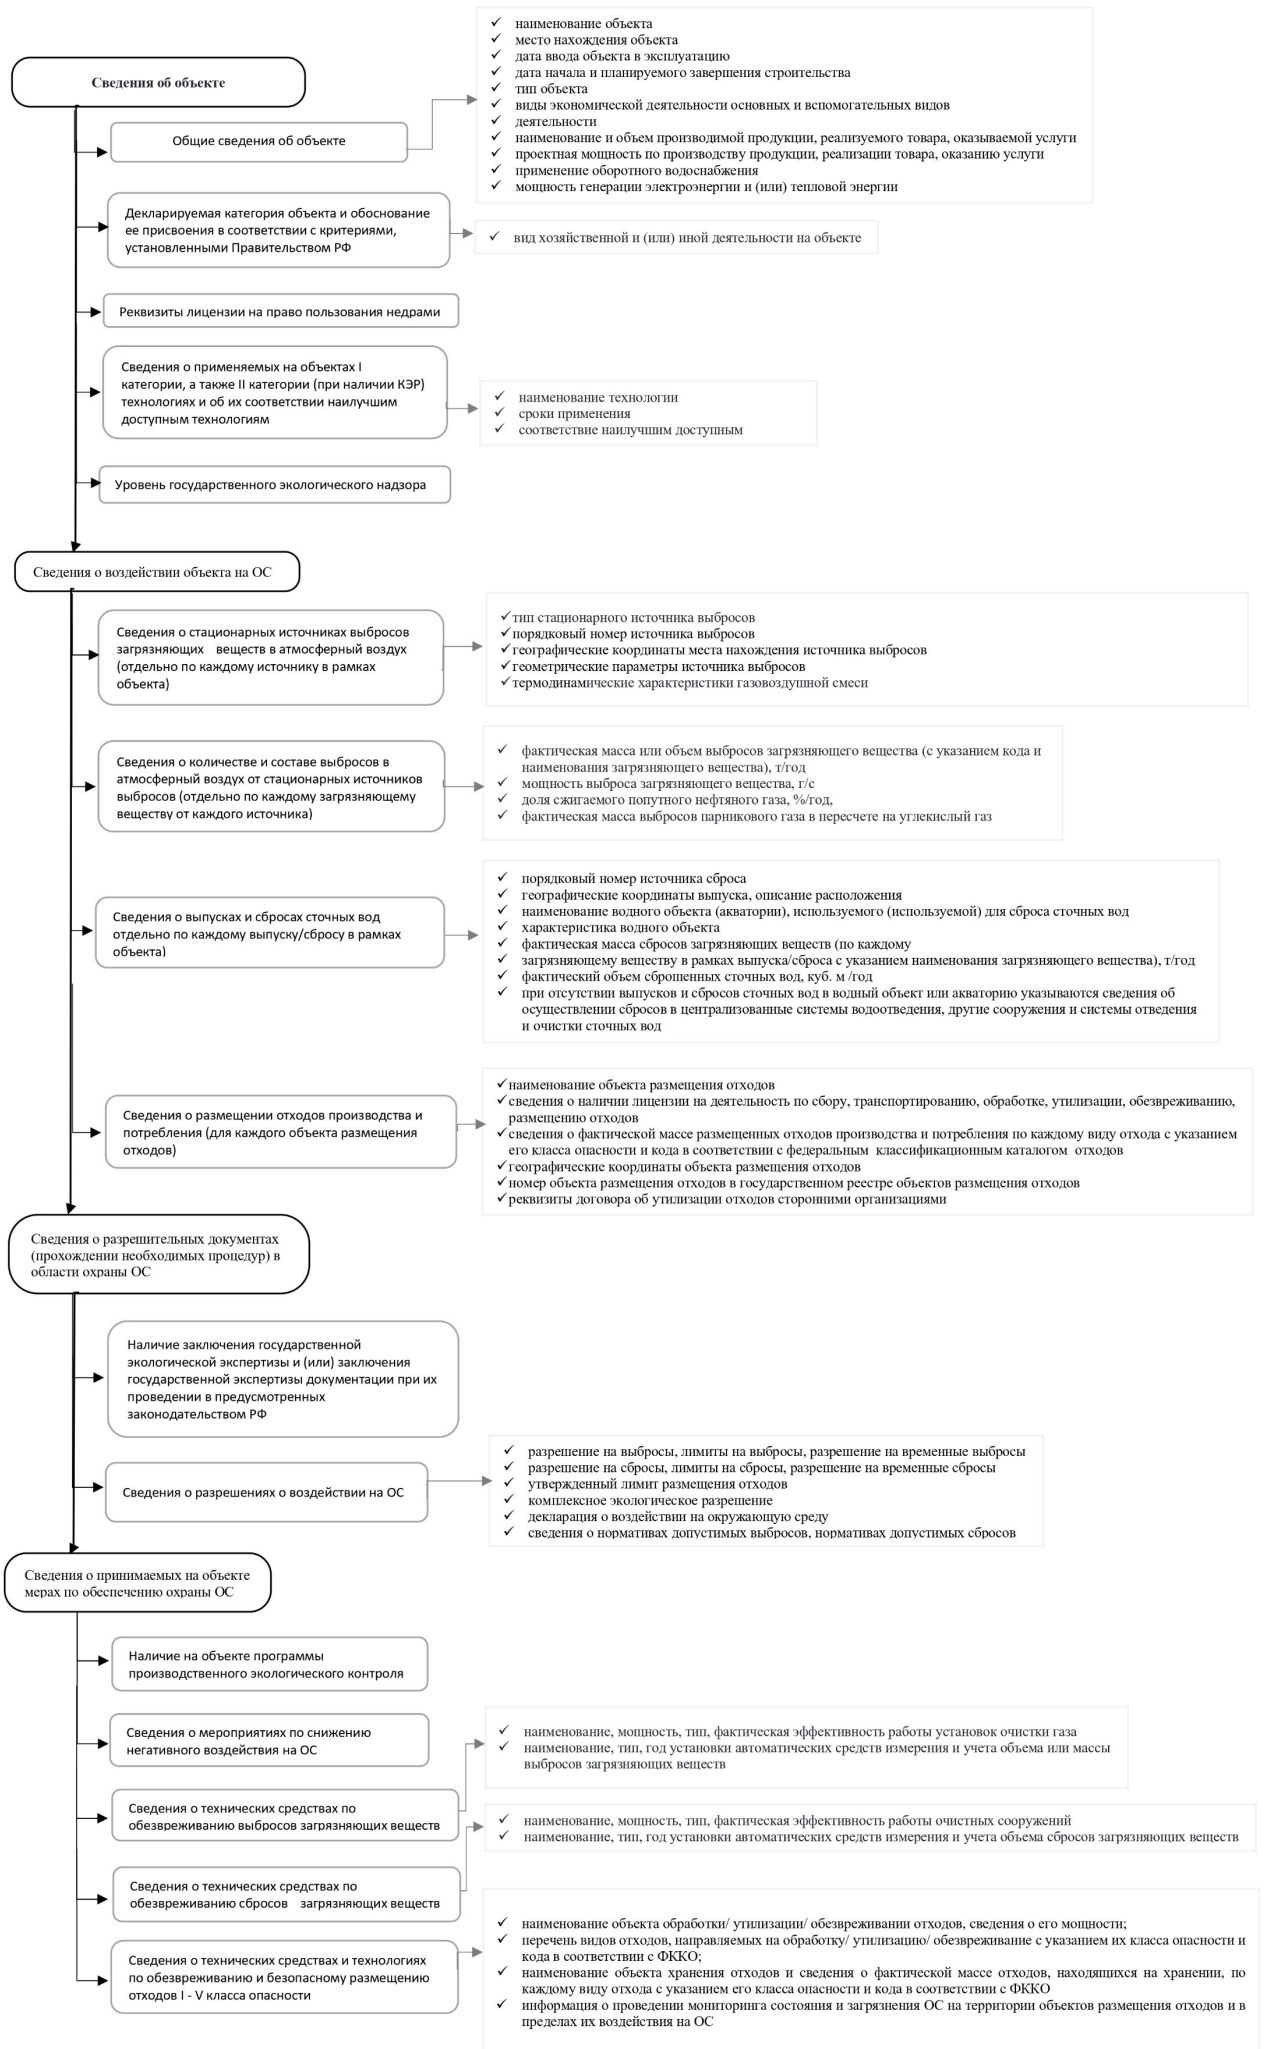 Сведения об объекте
Общие сведения об объекте
✓ наименование объекта
✓ место нахождения объекта
✓ дата ввода объекта в эксплуатацию
✓ дата начала и планируемого завершения строительства
✓ тип объекта
✓ виды экономической деятельности основных и вспомогательных видов
✓ деятельности
✓ наименование и объем производимой продукции, реализуемого товара, оказываемой услуги
✓ проектная мощность по производству продукции, реализации товара, оказанию услуги
✓ применение оборотного водоснабжения
✓ мощность генерации электроэнергии и (или) тепловой энергии
Декларируемая категория объекта и обоснование
ее присвоения в соответствии с критериями,
установленными Правительством РФ
✓ вид хозяйственной и (или) иной деятельности на объекте
Реквизиты лицензии на право пользования недрами
Сведения о применяемых на объектах I
категории, а также II категории (при наличии КЭР)
технологиях и об их соответствии наилучшим
доступным технологиям
✓ наименование технологии
✓ сроки применения
✓ соответствие наилучшим доступным
Уровень государственного экологического надзора
Сведения о воздействии объекта на ОС
Сведения о стационарных источниках выбросов
загрязняющих веществ в атмосферный воздух
(отдельно по каждому источнику в рамках
объекта)
✓тип стационарного источника выбросов
✓порядковый номер источника выбросов
✓географические координаты места нахождения источника выбросов
✓геометрические параметры источника выбросов
✓термодинамические характеристики газовоздушной смеси
Сведения о количестве и составе выбросов в
атмосферный воздух от стационарных источников
выбросов (отдельно по каждому загрязняющему
веществу от каждого источника)
✓ фактическая масса или объем выбросов загрязняющего вещества (с указанием кода и
наименования загрязняющего вещества), т/год
✓ мощность выброса загрязняющего вещества, г/с
✓ доля сжигаемого попутного нефтяного газа, %/год,
✓ фактическая масса выбросов парникового газа в пересчете на углекислый газ
Сведения о выпусках и сбросах сточных вод
отдельно по каждому выпуску/сбросу в рамках
объекта)
✓ порядковый номер источника сброса
✓ географические координаты выпуска, описание расположения
✓ наименование водного объекта (акватории), используемого (используемой) для сброса сточных вод
✓ характеристика водного объекта
✓ фактическая масса сбросов загрязняющих веществ (по каждому
✓ загрязняющему веществу в рамках выпуска/сброса с указанием наименования загрязняющего вещества), т/год
✓ фактический объем сброшенных сточных вод, куб. м /год
✓ при отсутствии выпусков и сбросов сточных вод в водный объект или акваторию указываются сведения об
осуществлении сбросов в централизованные системы водоотведения, другие сооружения и системы отведения
и очистки сточных вод
Сведения о размещении отходов производства и
потребления (для каждого объекта размещения
отходов)
✓наименование объекта размещения отходов
✓сведения о наличии лицензии на деятельность по сбору, транспортированию, обработке, утилизации, обезвреживанию,
размещению отходов
✓сведения о фактической массе размещенных отходов производства и потребления по каждому виду отхода с указанием
его класса опасности и кода в соответствии с федеральным классификационным каталогом отходов
✓географические координаты объекта размещения отходов
✓номер объекта размещения отходов в государственном реестре объектов размещения отходов
✓реквизиты договора об утилизации отходов сторонними организациями
Сведения о разрешительных документах
(прохождении необходимых процедур) в
области охраны ОС
Наличие заключения государственной
экологической экспертизы и (или) заключения
государственной экспертизы документации при их
проведении в предусмотренных
законодательством РФ
Сведения о разрешениях о воздействии на ОС
✓ разрешение на выбросы, лимиты на выбросы, разрешение на временные выбросы
✓ разрешение на сбросы, лимиты на сбросы, разрешение на временные сбросы
✓ утвержденный лимит размещения отходов
✓ комплексное экологическое разрешение
✓ декларация о воздействии на окружающую среду
✓ сведения о нормативах допустимых выбросов, нормативах допустимых сбросов
Сведения о принимаемых на объекте
мерах по обеспечению охраны ОС
Наличие на объекте программы
производственного экологического контроля
Сведения о мероприятиях по снижению
негативного воздействия на ОС
Сведения о технических средствах по
обезвреживанию выбросов загрязняющих веществ
✓ наименование, мощность, тип, фактическая эффективность работы установок очистки газа
✓ наименование, тип, год установки автоматических средств измерения и учета объема или массы
выбросов загрязняющих веществ
Сведения о технических средствах по
обезвреживанию сбросов загрязняющих веществ
✓ наименование, мощность, тип, фактическая эффективность работы очистных сооружений
✓ наименование, тип, год установки автоматических средств измерения и учета объема сбросов загрязняющих веществ
Сведения о технических средствах и технологиях
по обезвреживанию и безопасному размещению
отходов I - V класса опасности
✓ наименование объекта обработки/ утилизации/ обезвреживании отходов, сведения о его мощности;
✓ перечень видов отходов, направляемых на обработку/ утилизацию/ обезвреживание с указанием их класса опасности и
кода в соответствии с ФККО;
✓ наименование объекта хранения отходов и сведения о фактической массе отходов, находящихся на хранении, по
каждому виду отхода с указанием его класса опасности и кода в соответствии с ФККО
✓ информация о проведении мониторинга состояния и загрязнения ОС на территории объектов размещения отходов и в
пределах их воздействия на ОС